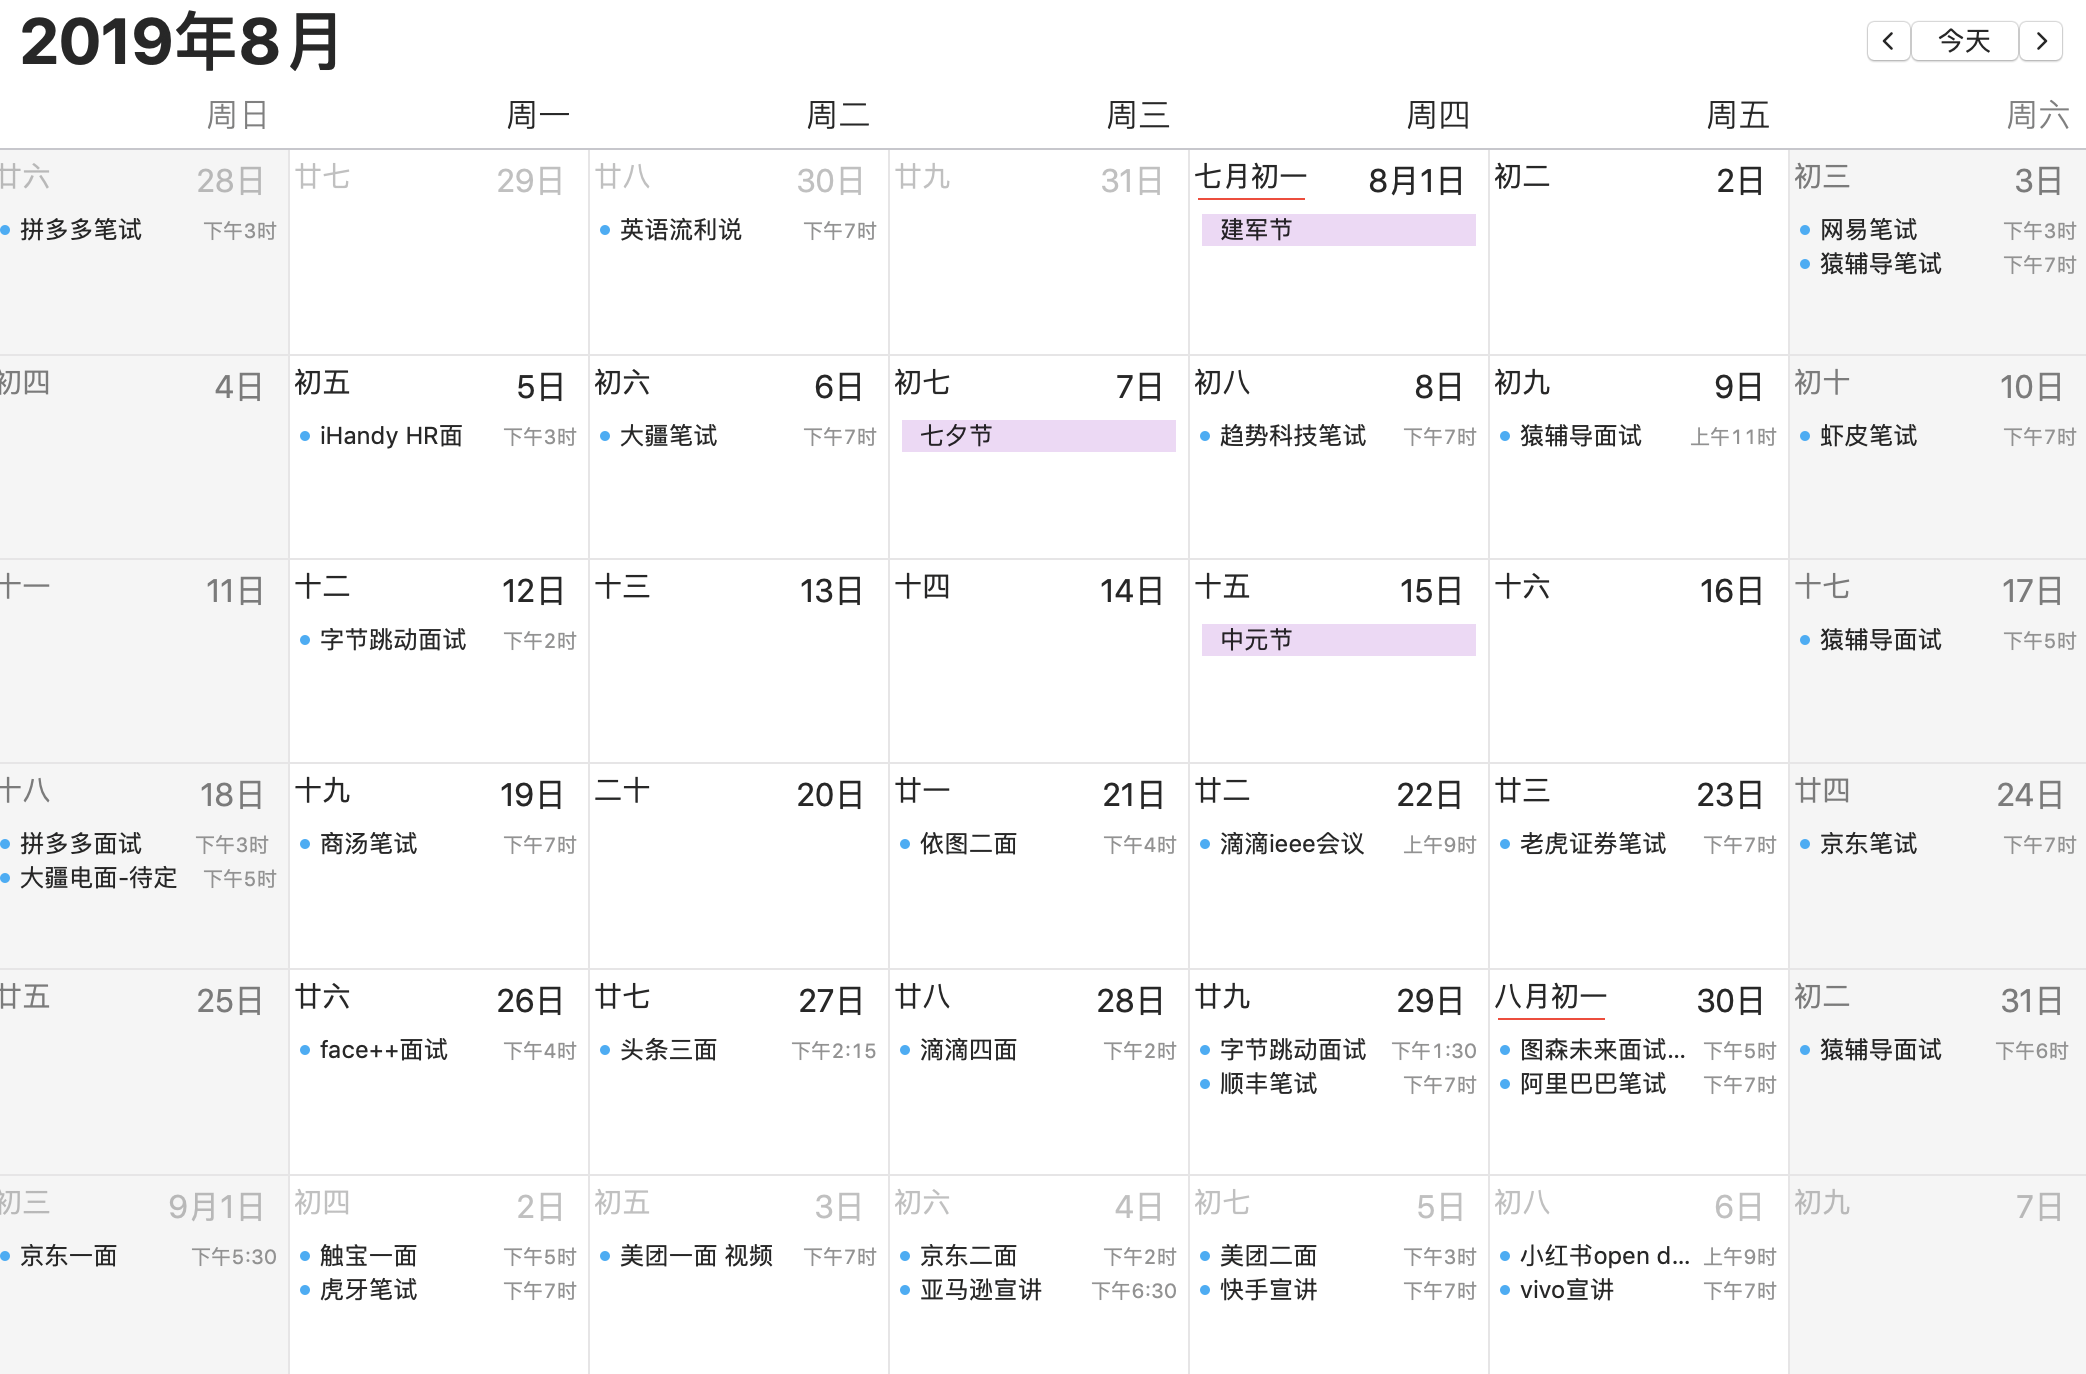 2019年8月
今天
周日 周一 周二 周三 周四 周五 周六
廿六 28日 廿七 29日 廿八 30日 廿九 31日 七月初一 8月1日 初二 2日 初三 3日
拼多多笔试 下午3时 英语流利说 下午7时 建军节 网易笔试 下午3时
猿辅导笔试 下午7时
初四 4日 初五 5日 初六 6日 初七 7日 初八 8日 初九 9日 初十 10日
iHandy HR面 下午3时 大疆笔试 下午7时 七夕节 趋势科技笔试 下午7时 猿辅导面试 上午11时 虾皮笔试 下午7时
十一 11日 十二 12日 十三 13日 十四 14日 十五 15日 十六 16日 十七 17日
字节跳动面试 下午2时 中元节 猿辅导面试 下午5时
十八 18日 十九 19日 二十 20日 廿一 21日 廿二 22日 廿三 23日 廿四 24日
拼多多面试 下午3时 商汤笔试 下午7时 依图二面 下午4时 滴滴ieee会议 上午9时 老虎证券笔试 下午7时 京东笔试 下午7时
大疆电面-待定 下午5时
廿五 25日 廿六 26日 廿七 27日 廿八 28日 廿九 29日 八月初一 30日 初二 31日
face++面试 下午4时 头条三面 下午2:15 滴滴四面 下午2时 字节跳动面试 下午1:30 图森未来面试... 下午5时 猿辅导面试 下午6时
顺丰笔试 下午7时 阿里巴巴笔试 下午7时
初三 9月1日 初四 2日 初五 3日 初六 4日 初七 5日 初八 6日 初九 7日
京东一面 下午5:30 触宝一面 下午5时 美团一面 视频 下午7时 京东二面 下午2时 美团二面 下午3时 小红书open d... 上午9时
虎牙笔试 下午7时 亚马逊宣讲 下午6:30 快手宣讲 下午7时 vivo宣讲 下午7时